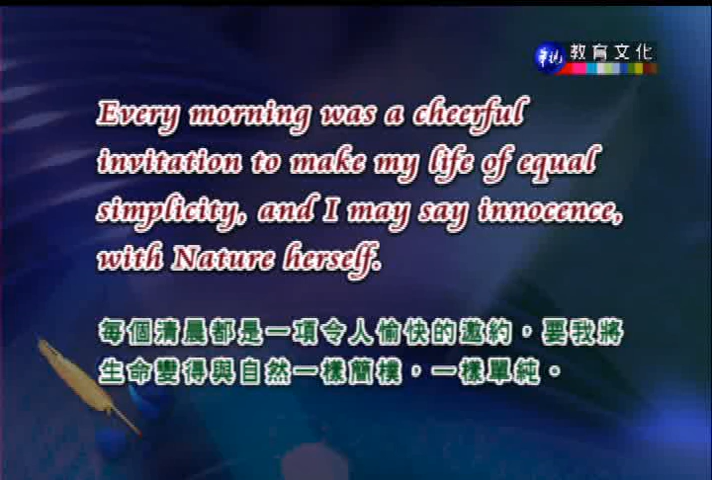 華視 教育文化
Every morning was a cheerful
invitation to make my life of equal
simplicity, and I may say innocence,
with Nature herself.
每個清晨都是一項令人愉快的邀約，要我將
生命變得與自然一樣簡樸，一樣單純。